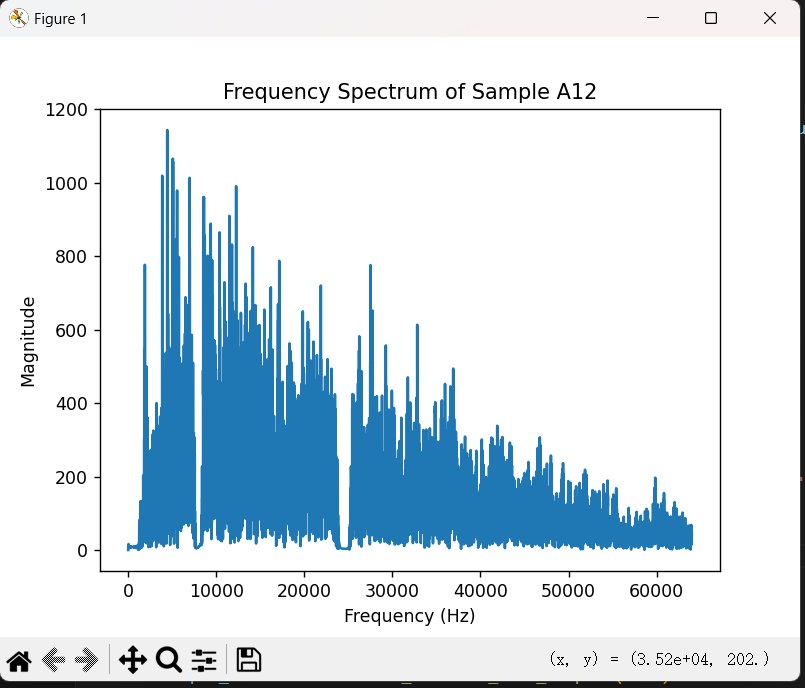 Figure 1
Frequency Spectrum of Sample A12
1200
1000
800
600
400
200
0
Magnitude
0 10000 20000 30000 40000 50000 60000
Frequency (Hz)
(x, y) = (3.52e+04, 202.)